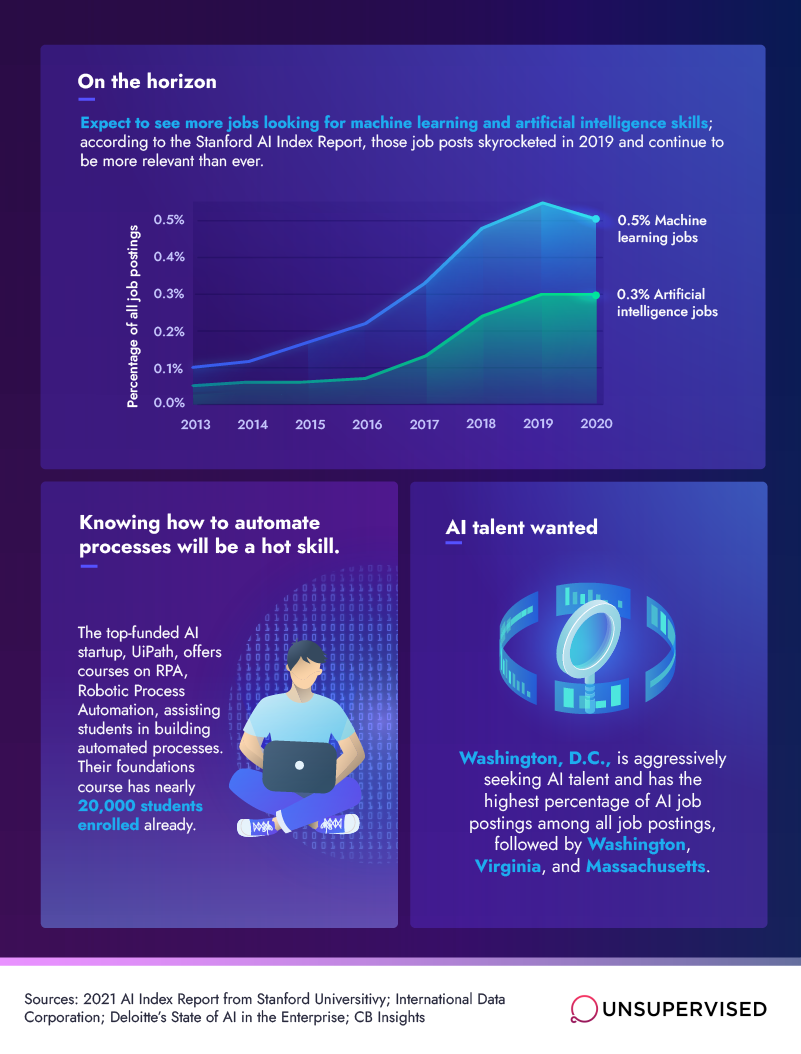 On the horizon
Expect to see more jobs looking for machine learning and artificial intelligence skills;
according to the Stanford AI Index Report, those job posts skyrocketed in 2019 and continue to
be more relevant than ever.
Percentage of all job postings
0.5%
0.4%
0.3%
0.2%
0.1%
0.0%
2013 2014 2015 2016 2017 2018 2019 2020
0.5% Machine
learning jobs
0.3% Artificial
intelligence jobs
Knowing how to automate
processes will be a hot skill.
The top-funded AI
startup, UiPath, offers
courses on RPA,
Robotic Process
Automation, assisting
students in building
automated processes.
Their foundations
course has nearly
20,000 students
enrolled already.
AI talent wanted
Washington, D.C., is aggressively
seeking AI talent and has the
highest percentage of AI job
postings among all job postings,
followed by Washington,
Virginia, and Massachusetts.
Sources: 2021 AI Index Report from Stanford Universitivy; International Data
Corporation; Deloitte's State of AI in the Enterprise; CB Insights
UNSUPERVISED